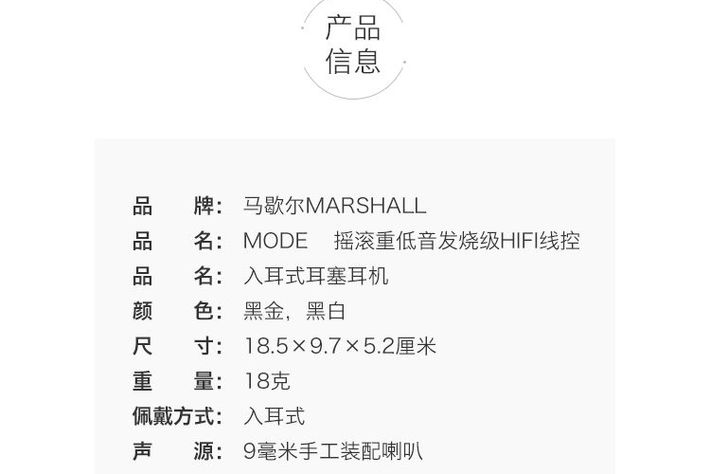 产品
信息
品 牌： 马歇尔MARSHALL
品 名： MODE 摇滚重低音发烧级HIFI线控
品 名： 入耳式耳塞耳机
颜 色： 黑金，黑白
尺 寸： 18.5×9.7×5.2厘米
重 量： 18克
佩戴方式： 入耳式
声 源： 9毫米手工装配喇叭